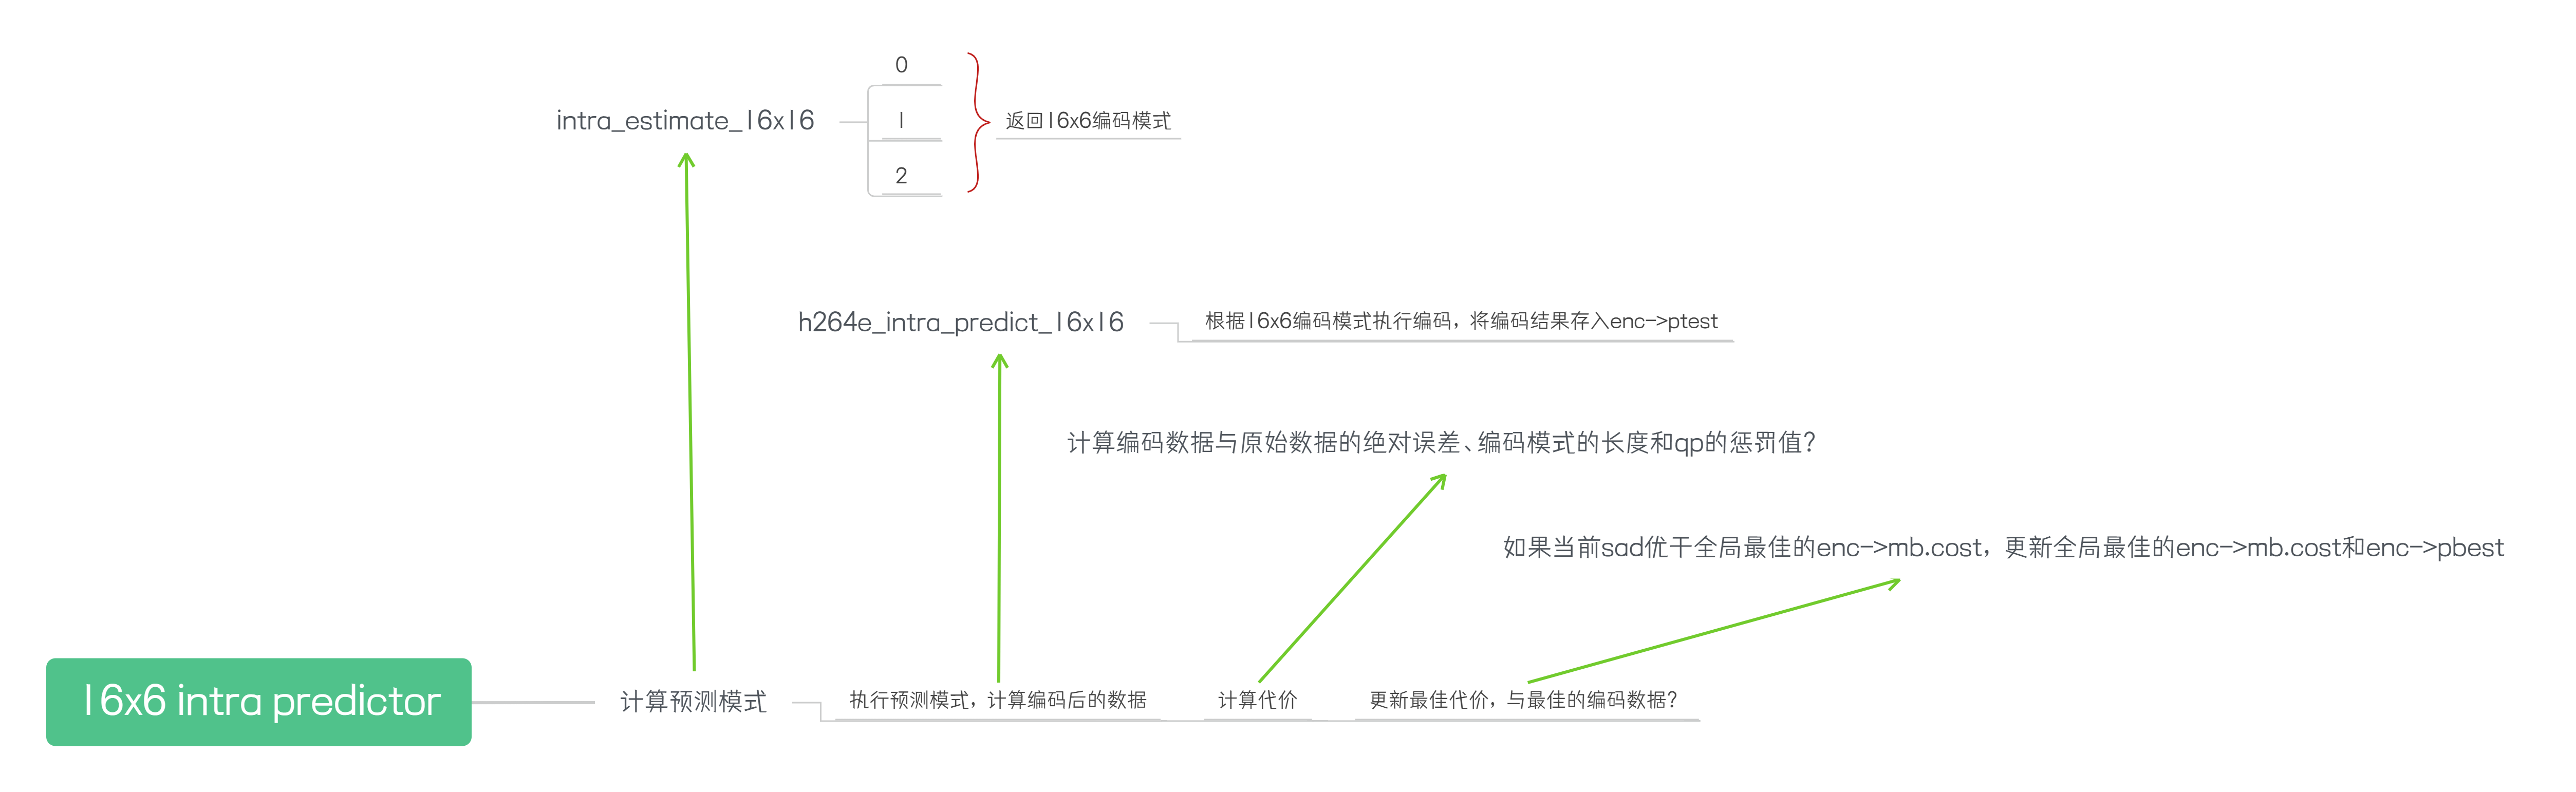 0
intra_estimate_16x16
1
返回16x6编码模式
2
h264e_intra_predict_16x16
根据16x6编码模式执行编码，将编码结果存入enc->ptest
计算编码数据与原始数据的绝对误差、编码模式的长度和qp的惩罚值?
如果当前sad优于全局最佳的enc->mb.cost，更新全局最佳的enc->mb.cost和enc->pbest
16x6 intra predictor
计算预测模式
执行预测模式，计算编码后的数据
计算代价
更新最佳代价，与最佳的编码数据?